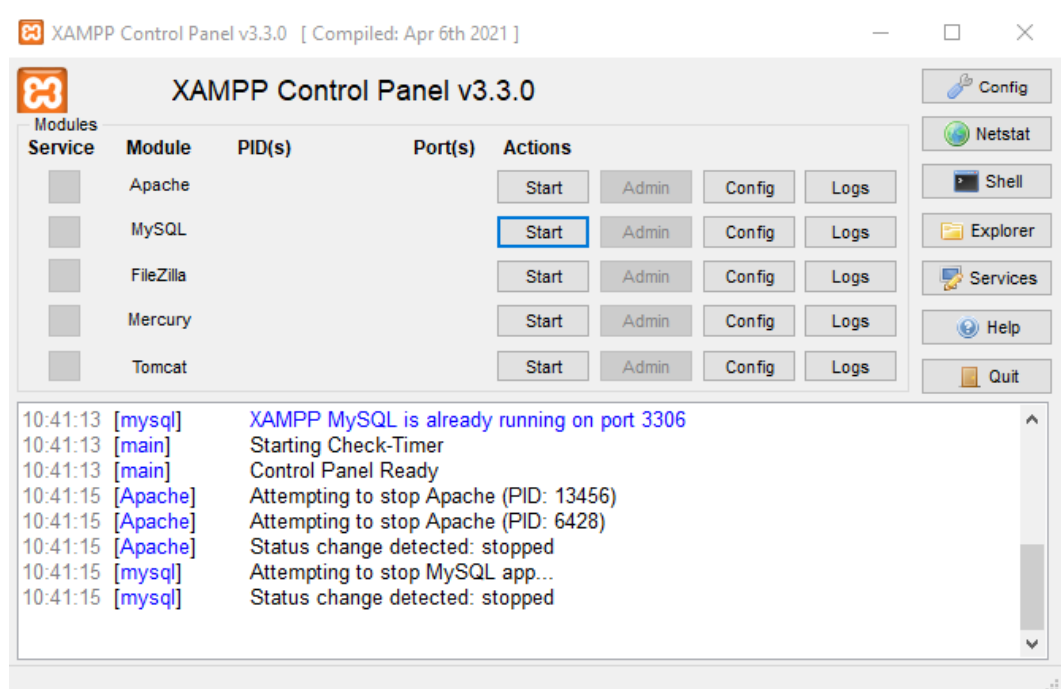 XAMPP Control Panel v3.3.0 [ Compiled: Apr 6th 2021 ]
XAMPP Control Panel v3.3.0
Config
Modules
Netstat
Service Module PID(s) Port(s) Actions
Apache Start Admin Config Logs
Shell
MySQL Start Admin Config Logs
Explorer
FileZilla Start Admin Config Logs
Services
Mercury Start Admin Config Logs
Help
Tomcat Start Admin Config Logs
Quit
10:41:13 [mysql] XAMPP MySQL is already running on port 3306
10:41:13 [main] Starting Check-Timer
10:41:13 [main] Control Panel Ready
10:41:15 [Apache] Attempting to stop Apache (PID: 13456)
10:41:15 [Apache] Attempting to stop Apache (PID: 6428)
10:41:15 [Apache] Status change detected: stopped
10:41:15 [mysql] Attempting to stop MySQL app...
10:41:15 [mysql] Status change detected: stopped